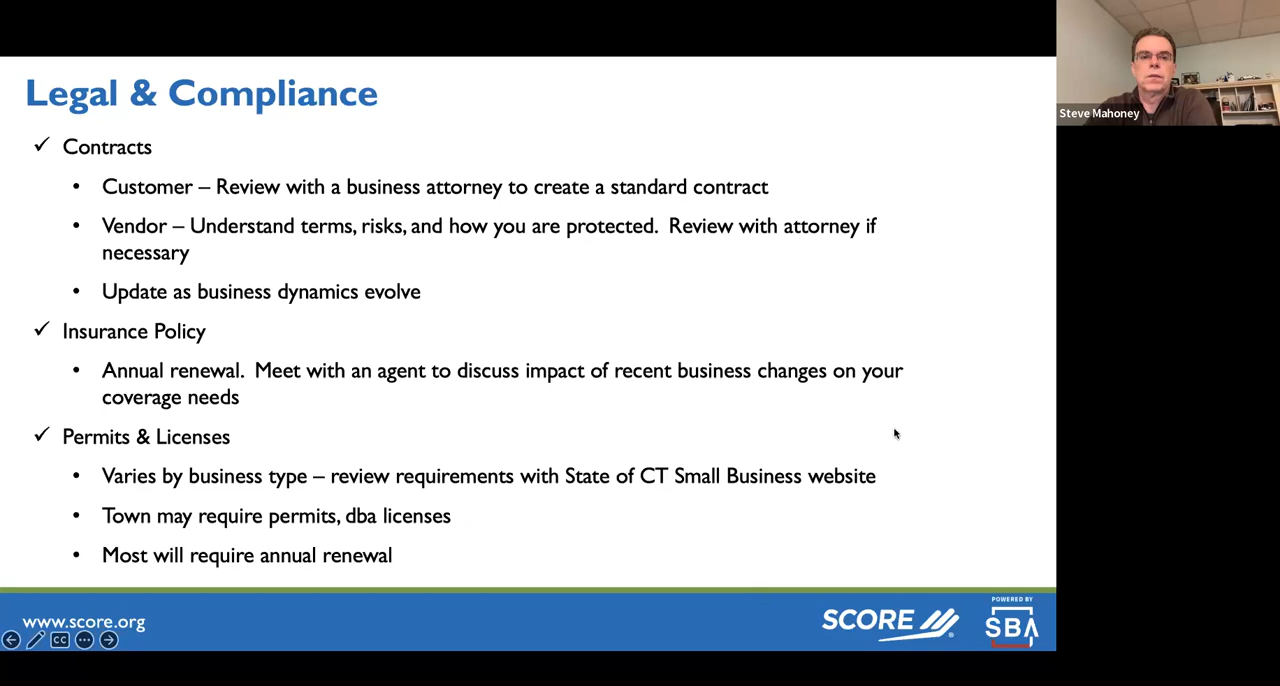 Legal & Compliance
✓ Contracts
• Customer – Review with a business attorney to create a standard contract
• Vendor – Understand terms, risks, and how you are protected.  Review with attorney if
necessary
• Update as business dynamics evolve
✓ Insurance Policy
• Annual renewal.  Meet with an agent to discuss impact of recent business changes on your
coverage needs
✓ Permits & Licenses
• Varies by business type – review requirements with State of CT Small Business website
• Town may require permits, dba licenses
• Most will require annual renewal
Steve Mahoney
www.score.org
CC
SCORE
®
POWERED BY
SBA